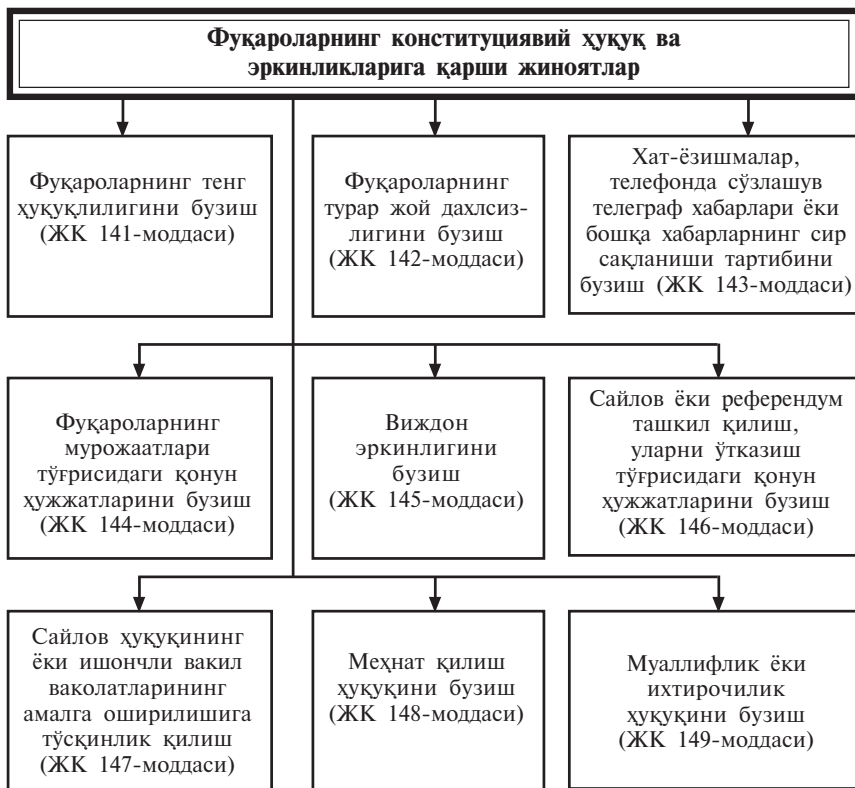 Фуқароларнинг конституциявий ҳуқуқ ва
эркинликларига қарши жиноятлар
Фуқароларнинг тенг
ҳуқуқлилигини бузиш
(ЖК 141-моддаси)
Фуқароларнинг
турар жой дахлсиз-
лигини бузиш
(ЖК 142-моддаси)
Хат-ёзишмалар,
телефонда сўзлашув
телеграф хабарлари ёки
бошқа хабарларнинг сир
сақланиши тартибини
бузиш (ЖК 143-моддаси)
Фуқароларнинг
мурожаатлари
тўғрисидаги қонун
ҳужжатларини бузиш
(ЖК 144-моддаси)
Виждон
эркинлигини
бузиш
(ЖК 145-моддаси)
Сайлов ёки референдум
ташкил қилиш,
уларни ўтказиш
тўғрисидаги қонун
ҳужжатларини бузиш
(ЖК 146-моддаси)
Сайлов ҳуқуқининг
ёки ишончли вакил
ваколатларининг
амалга оширилишига
тўсқинлик қилиш
(ЖК 147-моддаси)
Меҳнат қилиш
ҳуқуқини бузиш
(ЖК 148-моддаси)
Муаллифлик ёки
ихтирочилик
ҳуқуқини бузиш
(ЖК 149-моддаси)